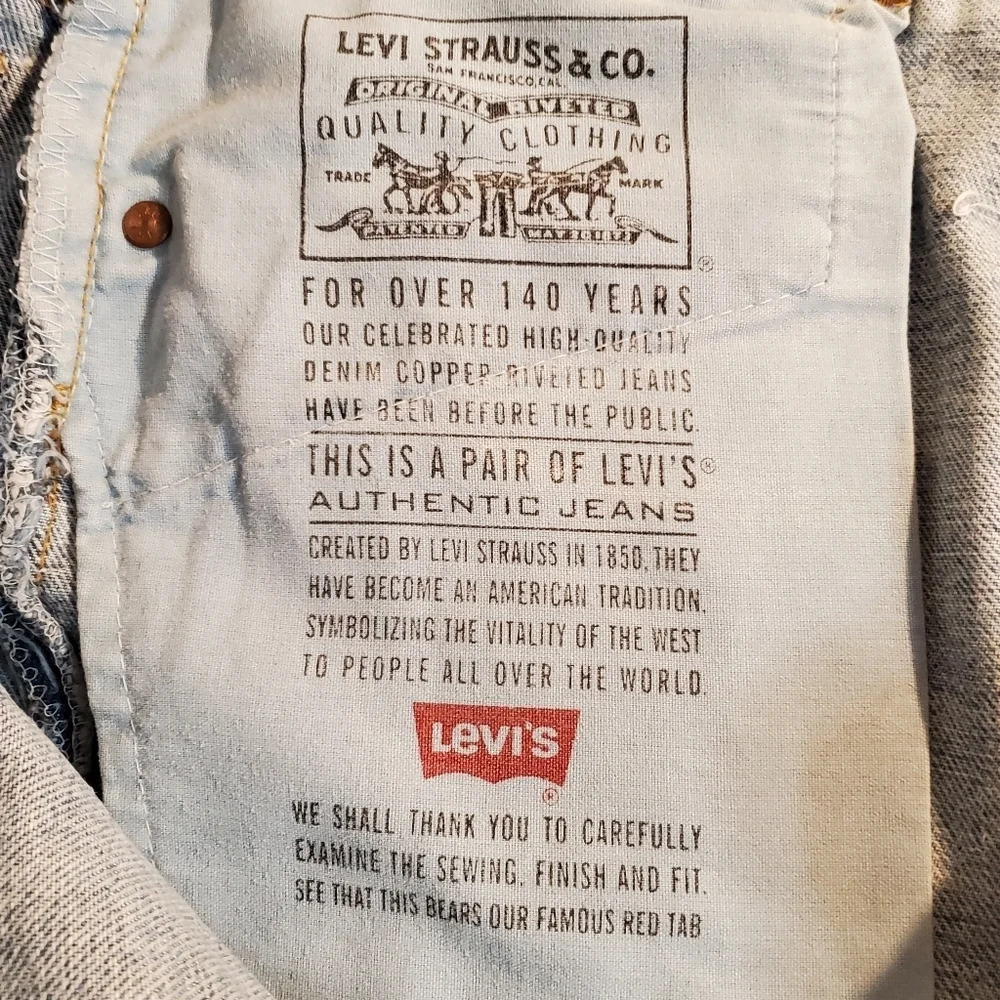 LEVI STRAUSS & CO.
SAN FRANCISCO, CAL.
ORIGINAL RIVETED
QUALITY CLOTHING
TRADE MARK
PATENTED MAY 20 1873
®
FOR OVER 140 YEARS
OUR CELEBRATED HIGH-QUALITY
DENIM COPPER RIVETED JEANS
HAVE BEEN BEFORE THE PUBLIC.
THIS IS A PAIR OF LEVI'S®
AUTHENTIC JEANS
CREATED BY LEVI STRAUSS IN 1850, THEY
HAVE BECOME AN AMERICAN TRADITION,
SYMBOLIZING THE VITALITY OF THE WEST
TO PEOPLE ALL OVER THE WORLD.
LEVI'S
®
WE SHALL THANK YOU TO CAREFULLY
EXAMINE THE SEWING, FINISH AND FIT.
SEE THAT THIS BEARS OUR FAMOUS RED TAB